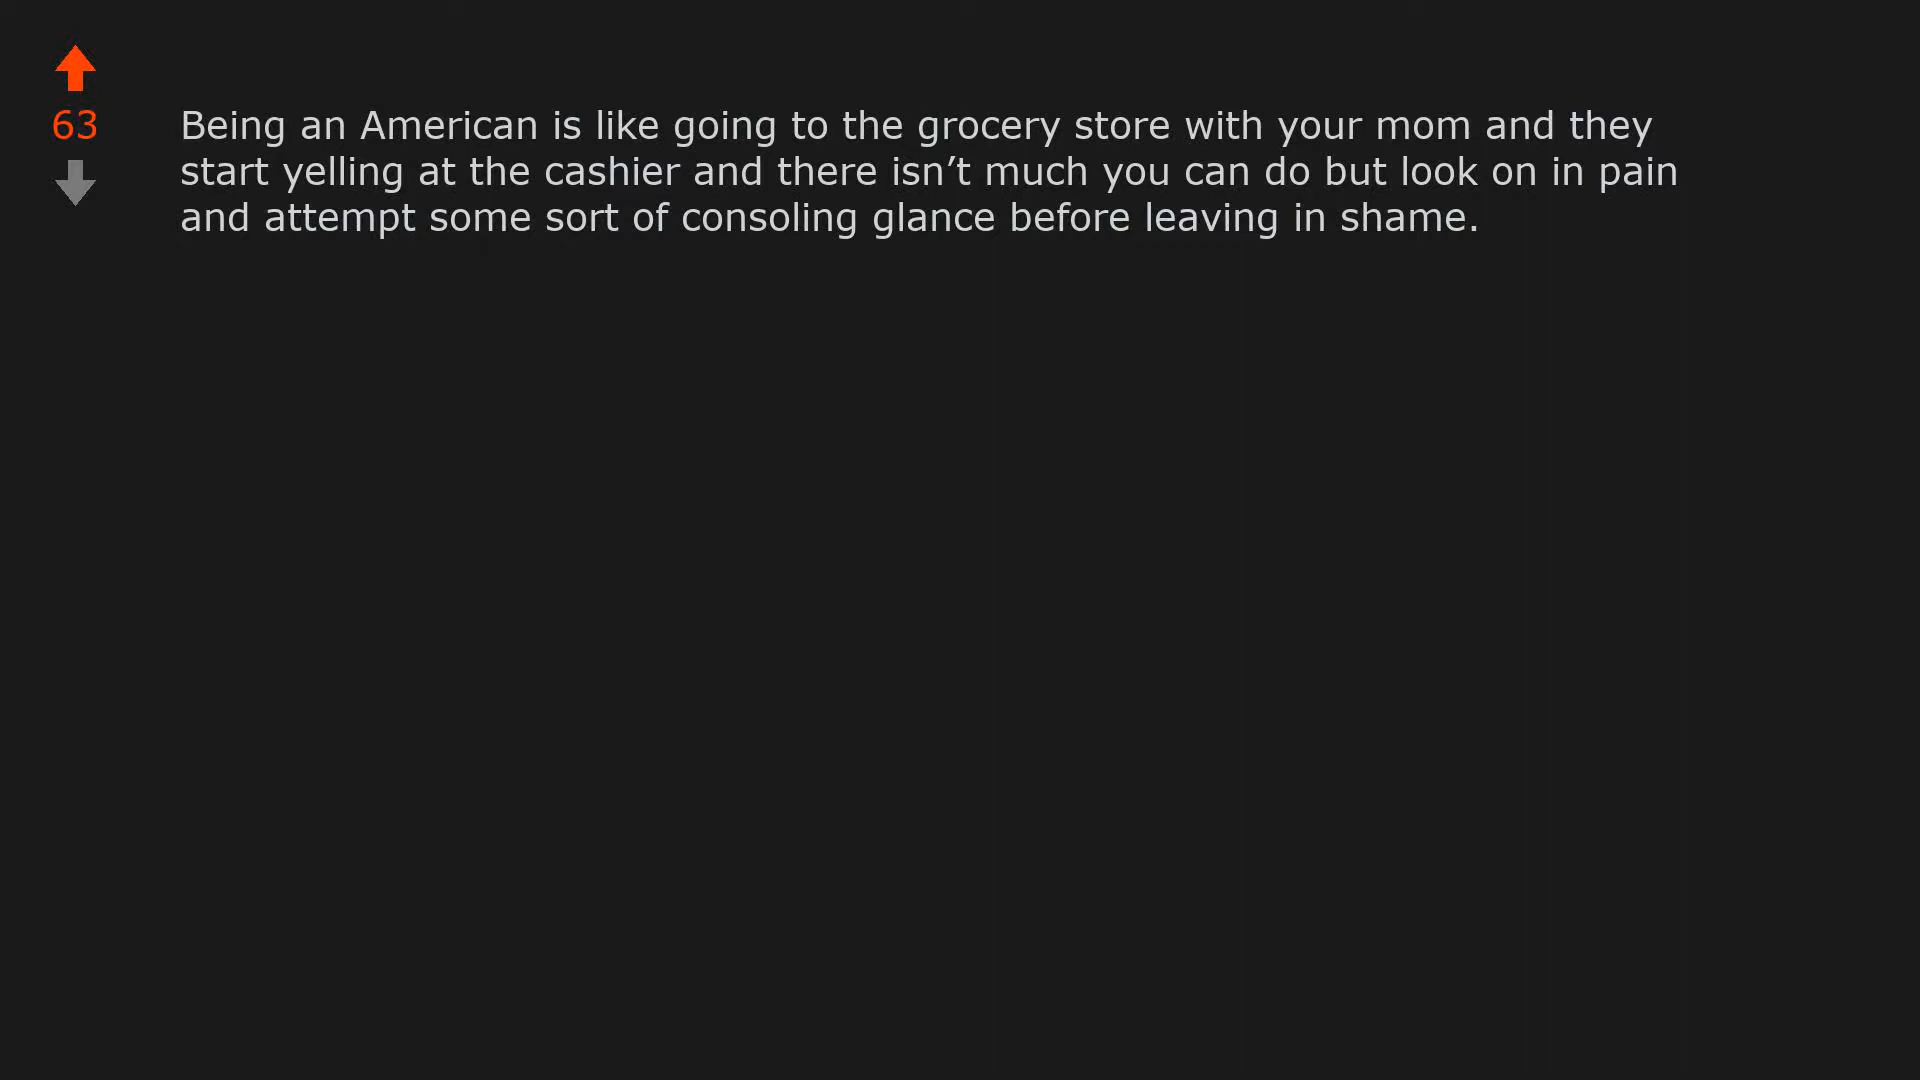 63
Being an American is like going to the grocery store with your mom and they
start yelling at the cashier and there isn’t much you can do but look on in pain
and attempt some sort of consoling glance before leaving in shame.